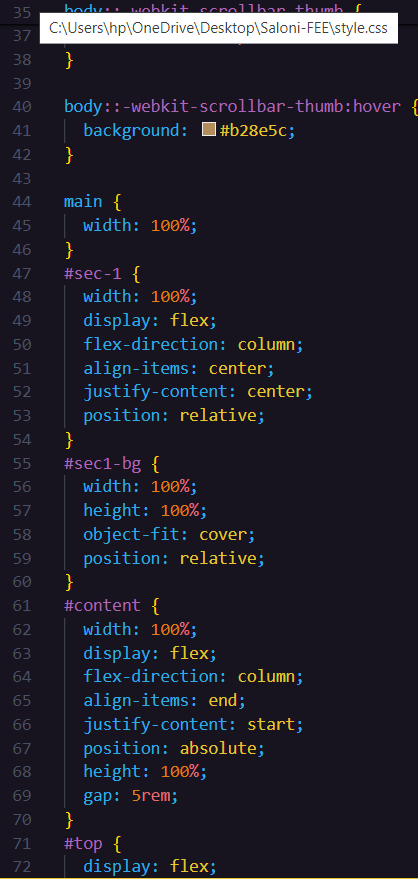 35 body::-webkit-scrollbar-thumb {
C:\Users\hp\OneDrive\Desktop\Saloni-FEE\style.css
37
38 }
39
40 body::-webkit-scrollbar-thumb:hover {
41 background: #b28e5c;
42 }
43
44 main {
45 width: 100%;
46 }
47 #sec-1 {
48 width: 100%;
49 display: flex;
50 flex-direction: column;
51 align-items: center;
52 justify-content: center;
53 position: relative;
54 }
55 #sec1-bg {
56 width: 100%;
57 height: 100%;
58 object-fit: cover;
59 position: relative;
60 }
61 #content {
62 width: 100%;
63 display: flex;
64 flex-direction: column;
65 align-items: end;
66 justify-content: start;
67 position: absolute;
68 height: 100%;
69 gap: 5rem;
70 }
71 #top {
72 display: flex;